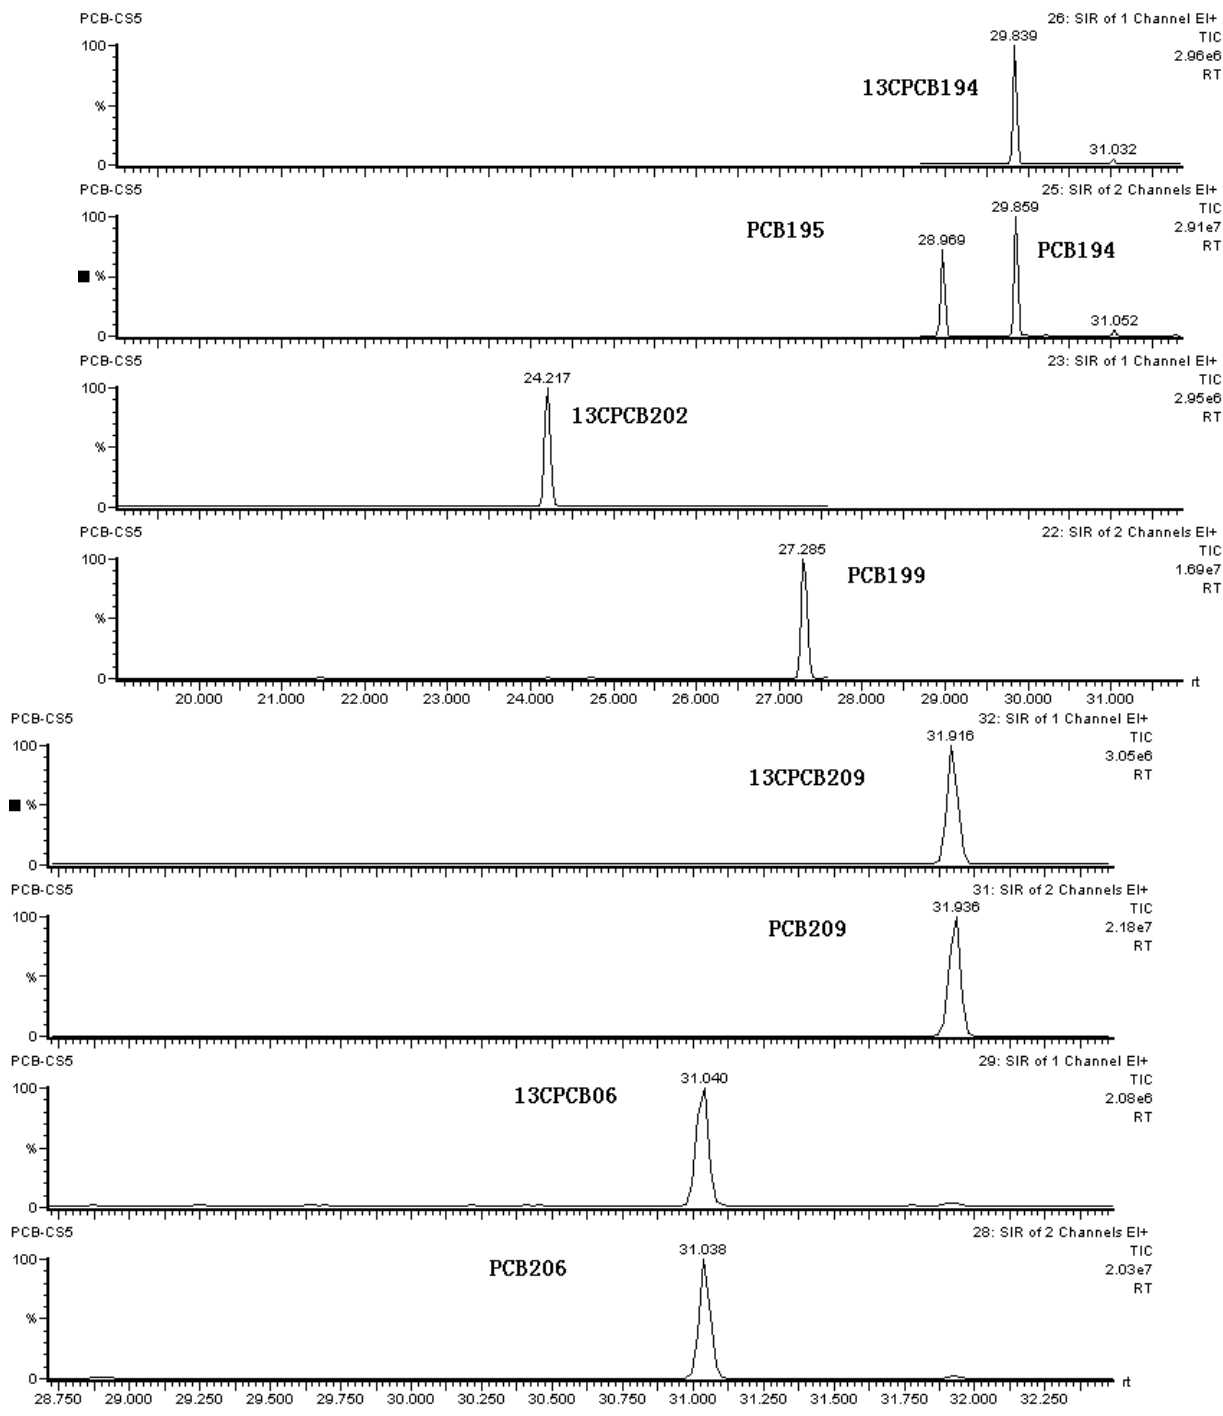 PCB-CS5
26: SIR of 1 Channel EI+
TIC
2.96e6
RT
100
%
0
29.839
13CPCB194
31.032
PCB-CS5
25: SIR of 2 Channels EI+
TIC
2.91e7
RT
100
%
0
PCB195
28.969
29.859
PCB194
31.052
PCB-CS5
23: SIR of 1 Channel EI+
TIC
2.95e6
RT
100
%
0
24.217
13CPCB202
PCB-CS5
22: SIR of 2 Channels EI+
TIC
1.69e7
RT
100
%
0
27.285
PCB199
20.000 21.000 22.000 23.000 24.000 25.000 26.000 27.000 28.000 29.000 30.000 31.000 rt
PCB-CS5
32: SIR of 1 Channel EI+
TIC
3.05e6
RT
100
%
0
31.916
13CPCB209
PCB-CS5
31: SIR of 2 Channels EI+
TIC
2.18e7
RT
100
%
0
31.936
PCB209
PCB-CS5
29: SIR of 1 Channel EI+
TIC
2.08e6
RT
100
%
0
31.040
13CPCB06
PCB-CS5
28: SIR of 2 Channels EI+
TIC
2.03e7
RT
100
%
0
31.038
PCB206
28.750 29.000 29.250 29.500 29.750 30.000 30.250 30.500 30.750 31.000 31.250 31.500 31.750 32.000 32.250 rt